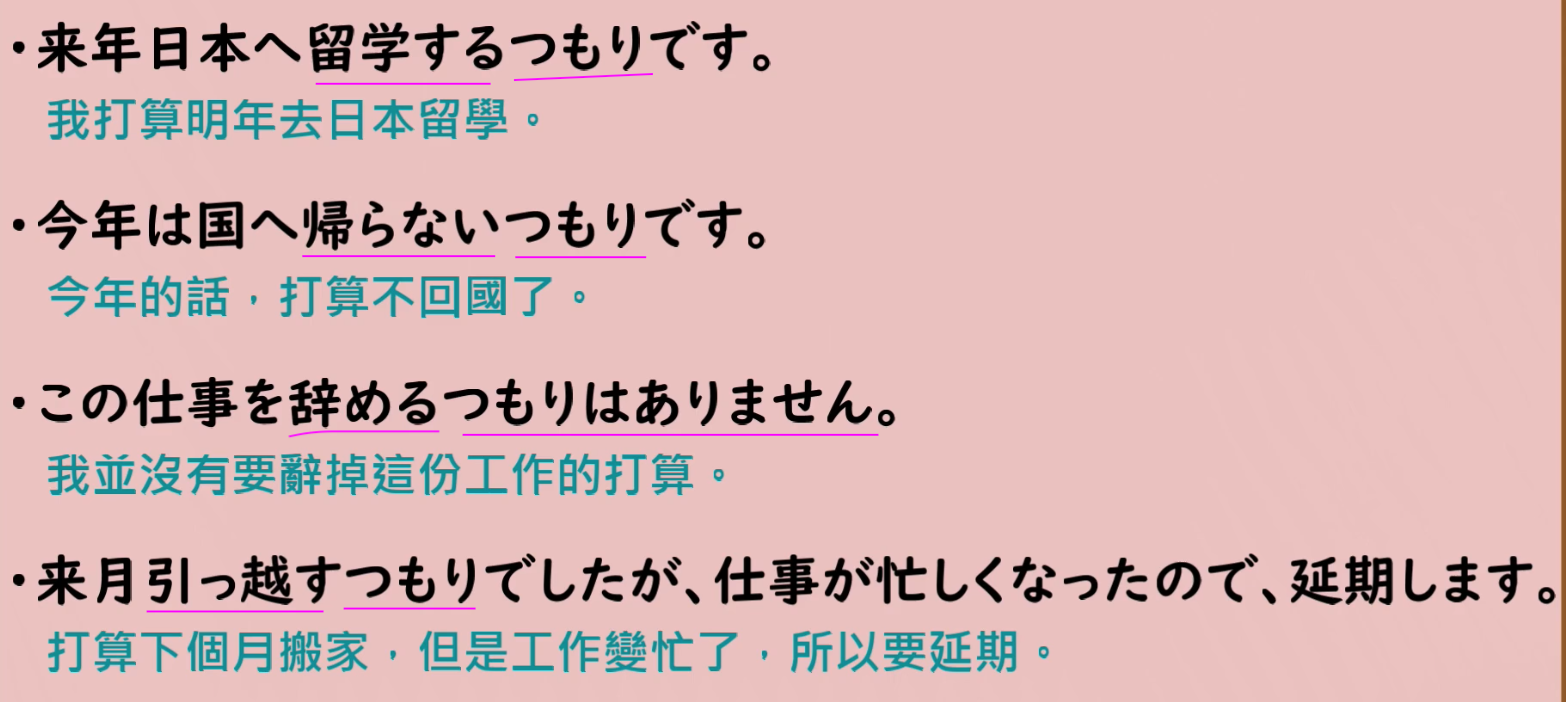 ・来年日本へ留学するつもりです。
我打算明年去日本留學。
・今年は国へ帰らないつもりです。
今年的話，打算不回國了。
・この仕事を辞めるつもりはありません。
我並沒有要辭掉這份工作的打算。
・来月引っ越すつもりでしたが、仕事が忙しくなったので、延期します。
打算下個月搬家，但是工作變忙了，所以要延期。